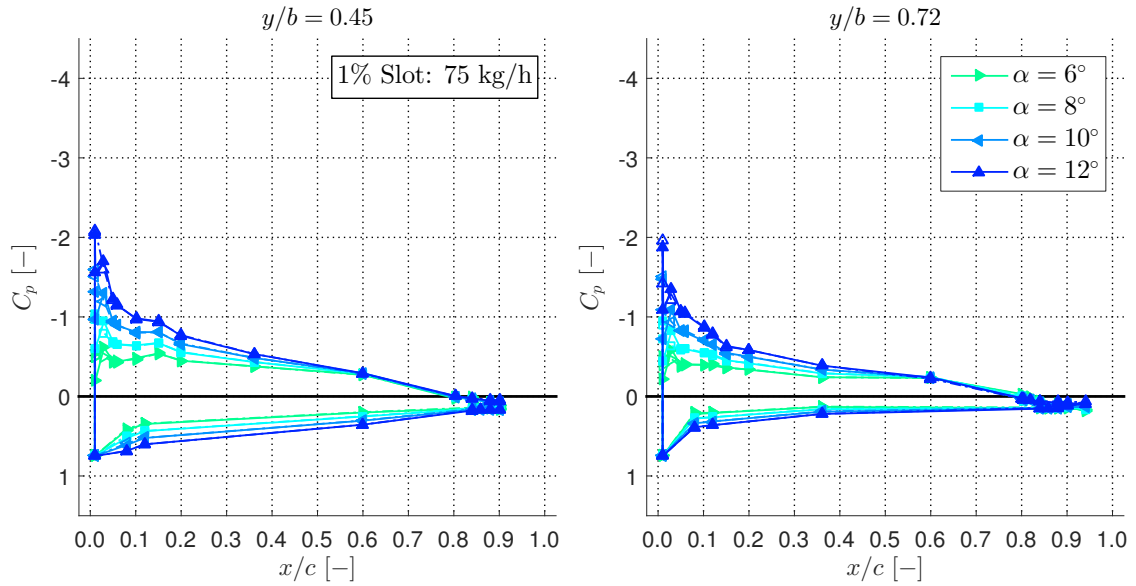 y/b = 0.45
-4
-3
-2
-1
0
1
C_p [−]
1% Slot: 75 kg/h
0.0 0.1 0.2 0.3 0.4 0.5 0.6 0.7 0.8 0.9 1.0
x/c [−]
y/b = 0.72
-4
-3
-2
-1
0
1
C_p [−]
α = 6°
α = 8°
α = 10°
α = 12°
0.0 0.1 0.2 0.3 0.4 0.5 0.6 0.7 0.8 0.9 1.0
x/c [−]